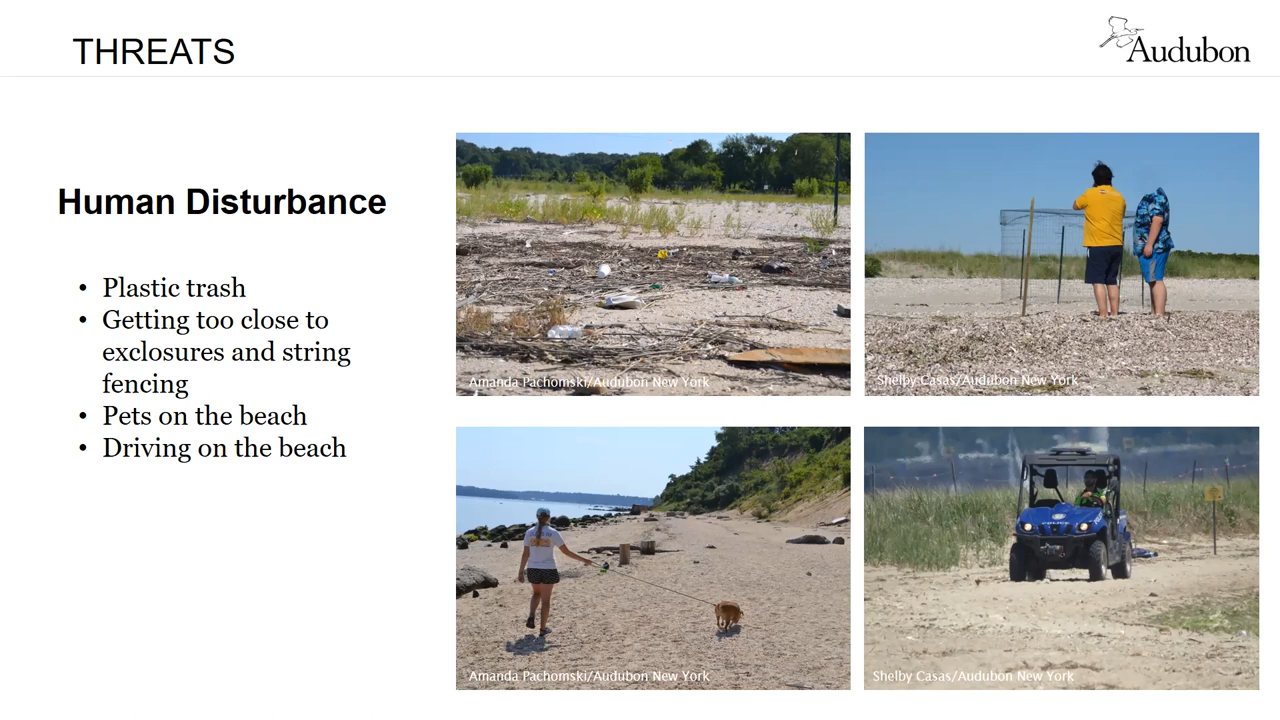 THREATS
Audubon
Human Disturbance
• Plastic trash
• Getting too close to
exclosures and string
fencing
• Pets on the beach
• Driving on the beach
Amanda Pachomski/Audubon New York
Shelby Casas/Audubon New York
Amanda Pachomski/Audubon New York
POLICE
Shelby Casas/Audubon New York